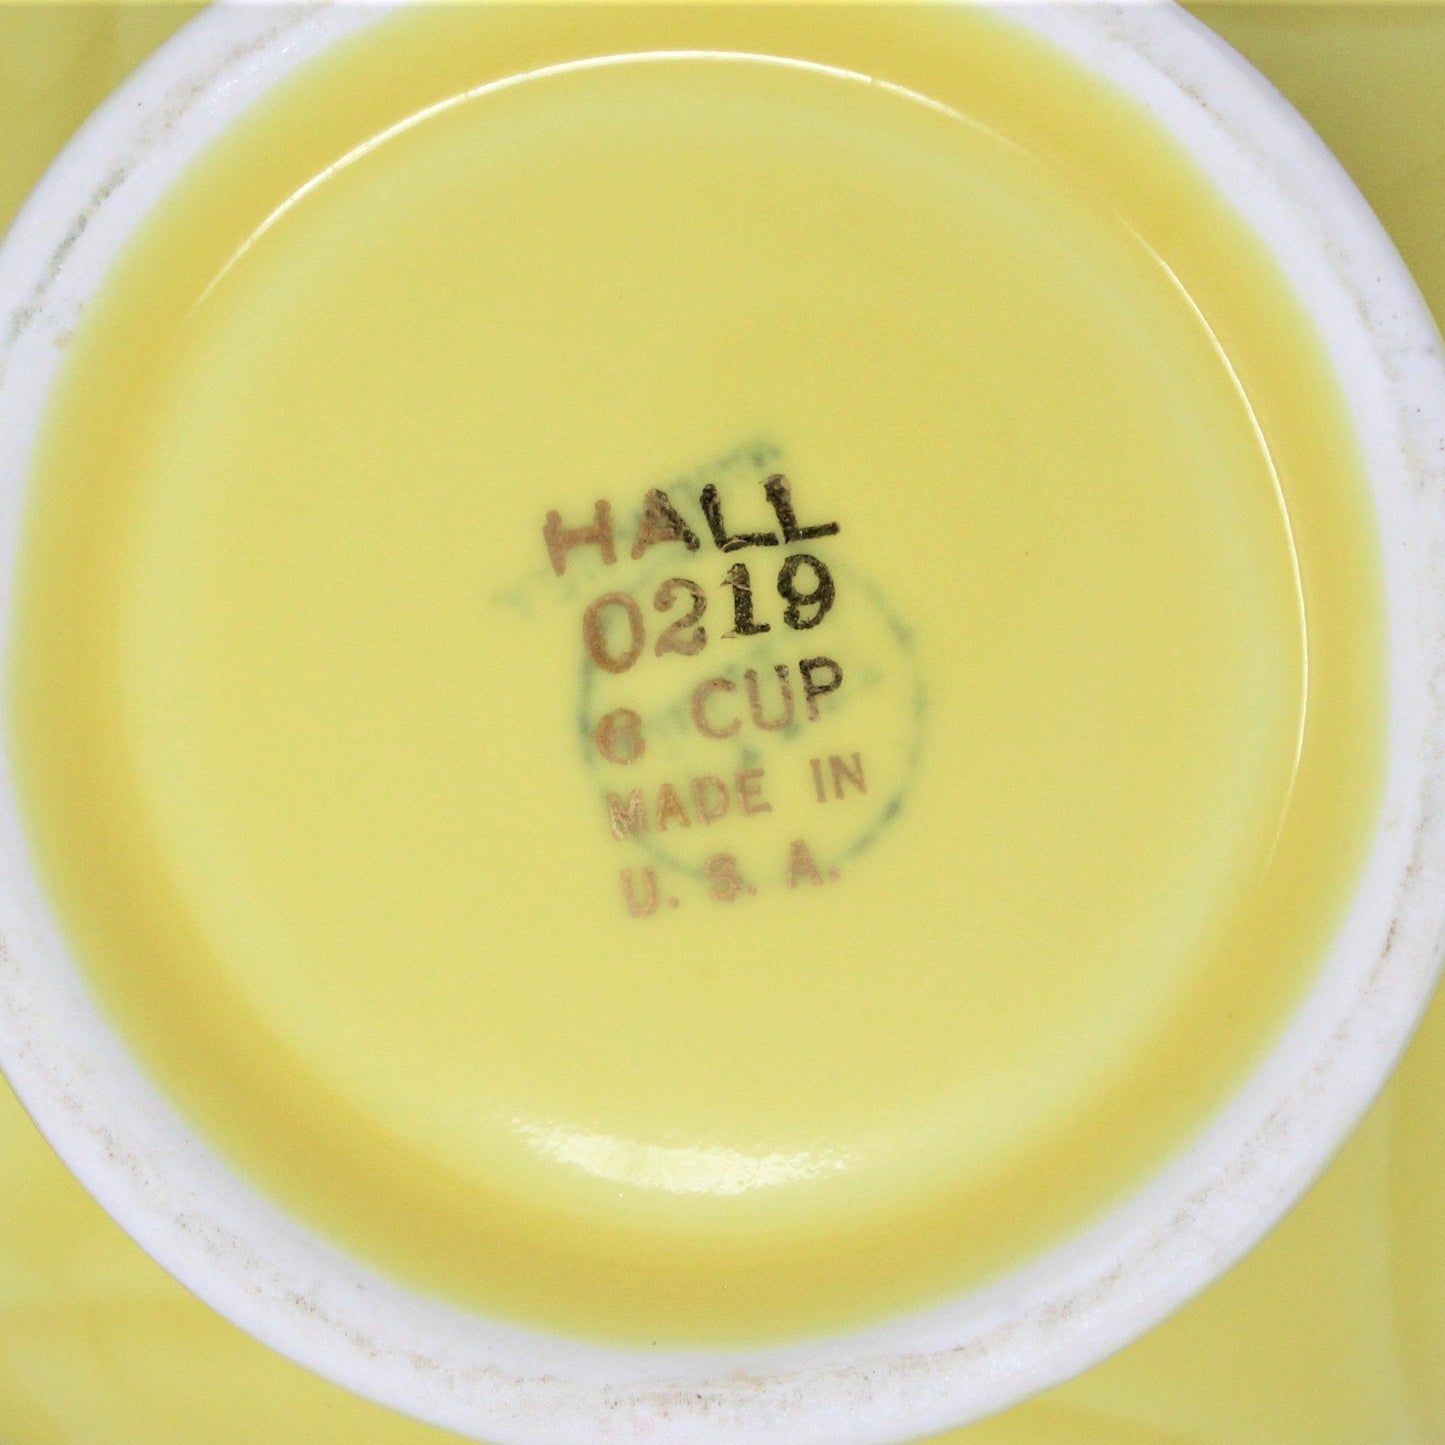 HALL
0219
6 CUP
MADE IN
U. S. A.